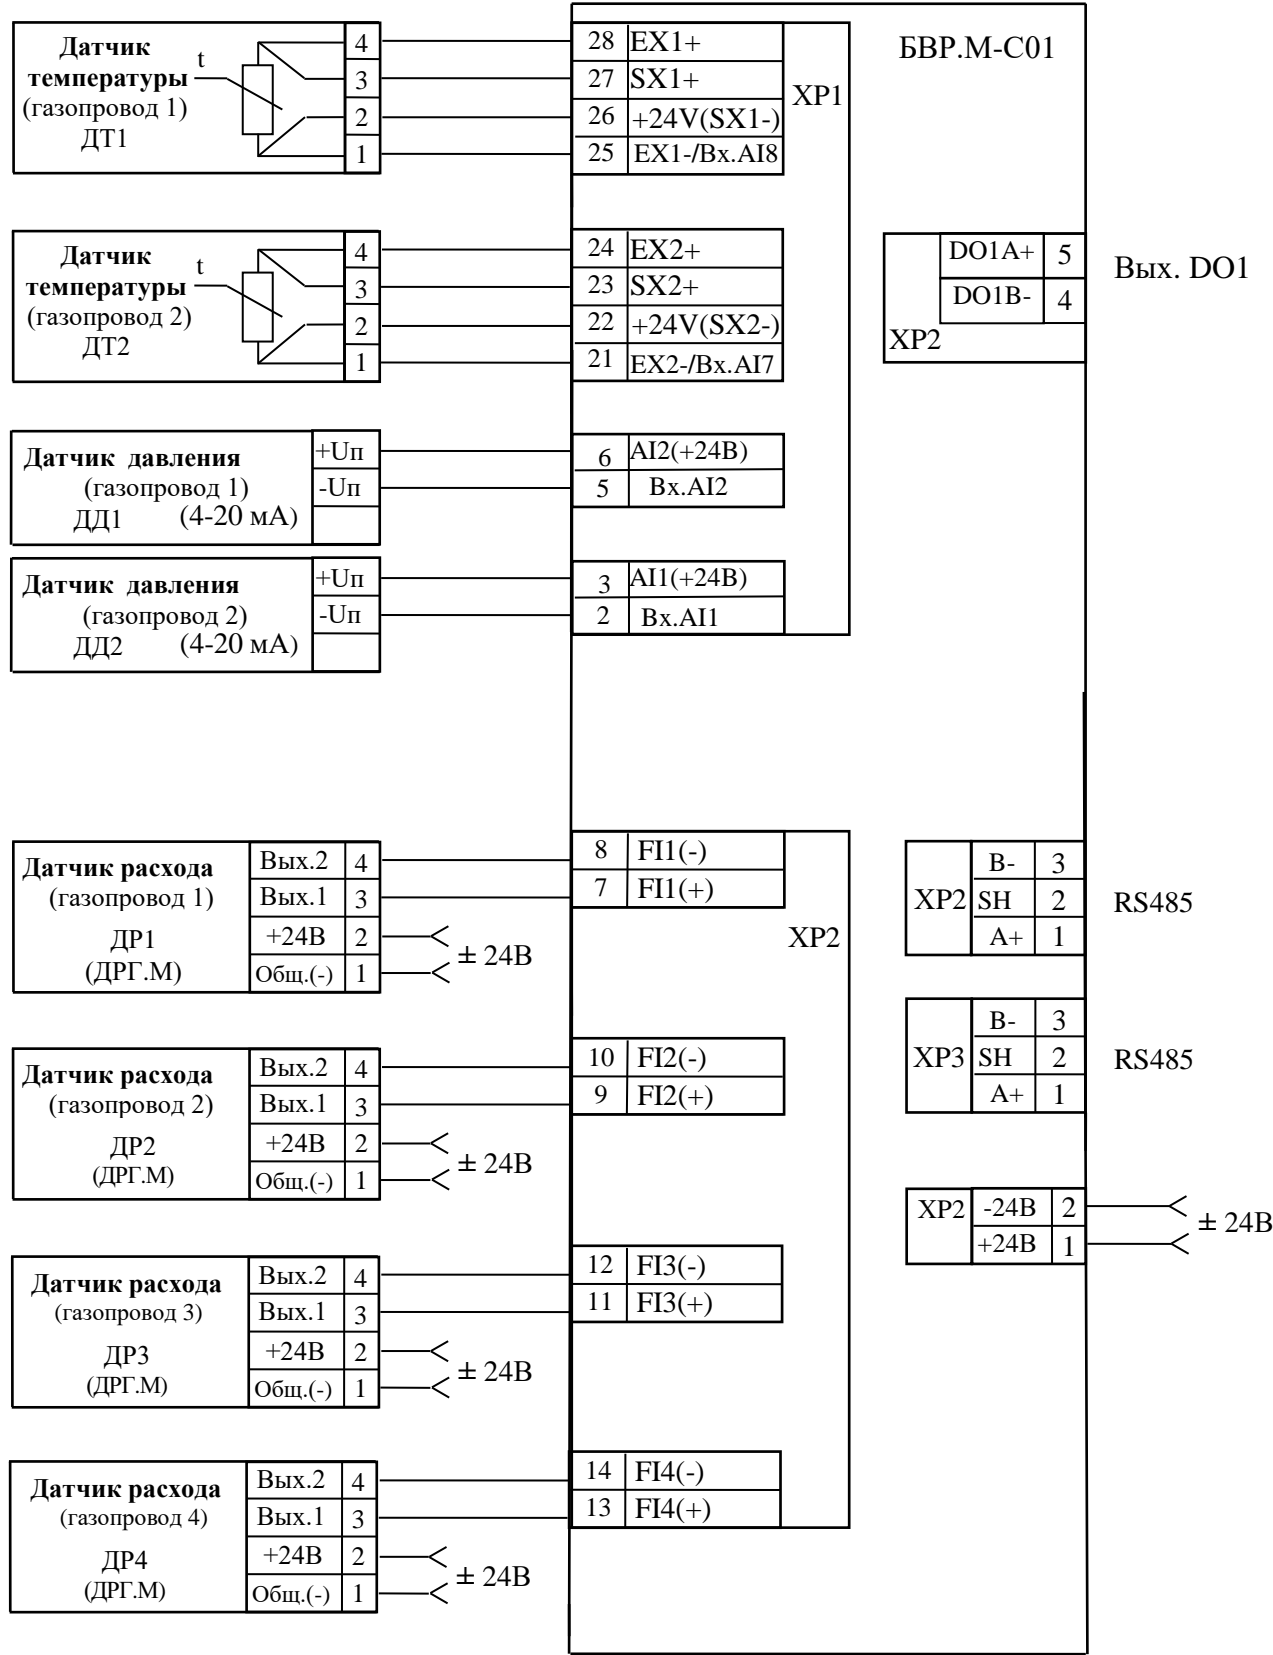 БВР.М-С01
Датчик
температуры
(газопровод 1)
ДТ1
t
4
3
2
1
28 EX1+
27 SX1+
26 +24V(SX1-)
25 EX1-/Вх.AI8
XP1
Датчик
температуры
(газопровод 2)
ДТ2
t
4
3
2
1
24 EX2+
23 SX2+
22 +24V(SX2-)
21 EX2-/Вх.AI7
DO1A+ 5
DO1B- 4
XP2
Вых. DO1
Датчик давления
(газопровод 1)
ДД1 (4-20 мА)
+Uп
-Uп
6 AI2(+24В)
5 Вх.AI2
Датчик давления
(газопровод 2)
ДД2 (4-20 мА)
+Uп
-Uп
3 AI1(+24В)
2 Вх.AI1
Датчик расхода
(газопровод 1)
ДР1
(ДРГ.М)
Вых.2 4
Вых.1 3
+24В 2
Общ.(-) 1
± 24В
8 FI1(-)
7 FI1(+)
XP2
XP2
B- 3
SH 2
A+ 1
RS485
Датчик расхода
(газопровод 2)
ДР2
(ДРГ.М)
Вых.2 4
Вых.1 3
+24В 2
Общ.(-) 1
± 24В
10 FI2(-)
9 FI2(+)
XP3
B- 3
SH 2
A+ 1
RS485
XP2
-24В 2
+24В 1
± 24В
Датчик расхода
(газопровод 3)
ДР3
(ДРГ.М)
Вых.2 4
Вых.1 3
+24В 2
Общ.(-) 1
± 24В
12 FI3(-)
11 FI3(+)
Датчик расхода
(газопровод 4)
ДР4
(ДРГ.М)
Вых.2 4
Вых.1 3
+24В 2
Общ.(-) 1
± 24В
14 FI4(-)
13 FI4(+)